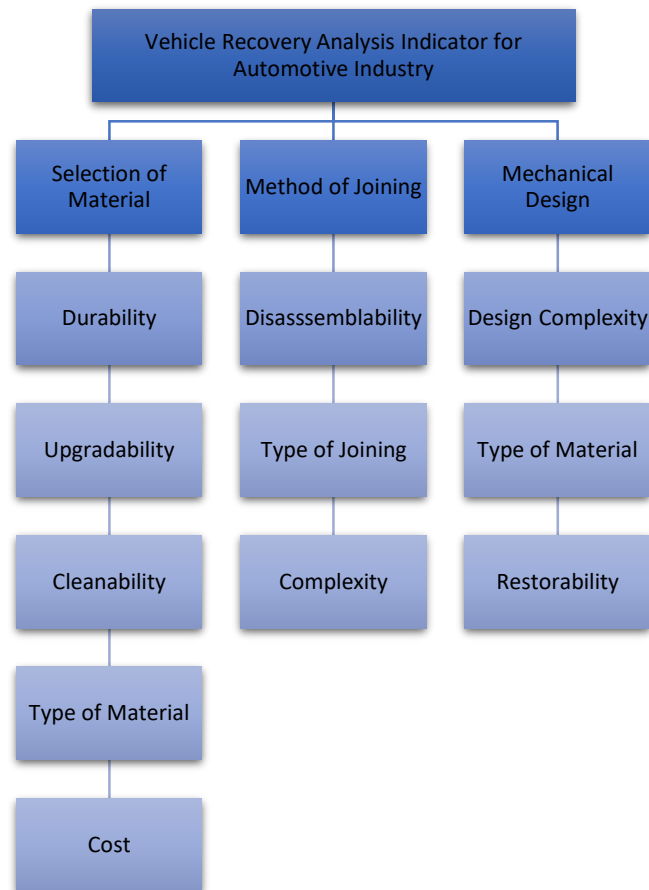 Vehicle Recovery Analysis Indicator for
Automotive Industry
Selection of
Material
Method of Joining
Mechanical
Design
Durability
Disasssemblability
Design Complexity
Upgradability
Type of Joining
Type of Material
Cleanability
Complexity
Restorability
Type of Material
Cost